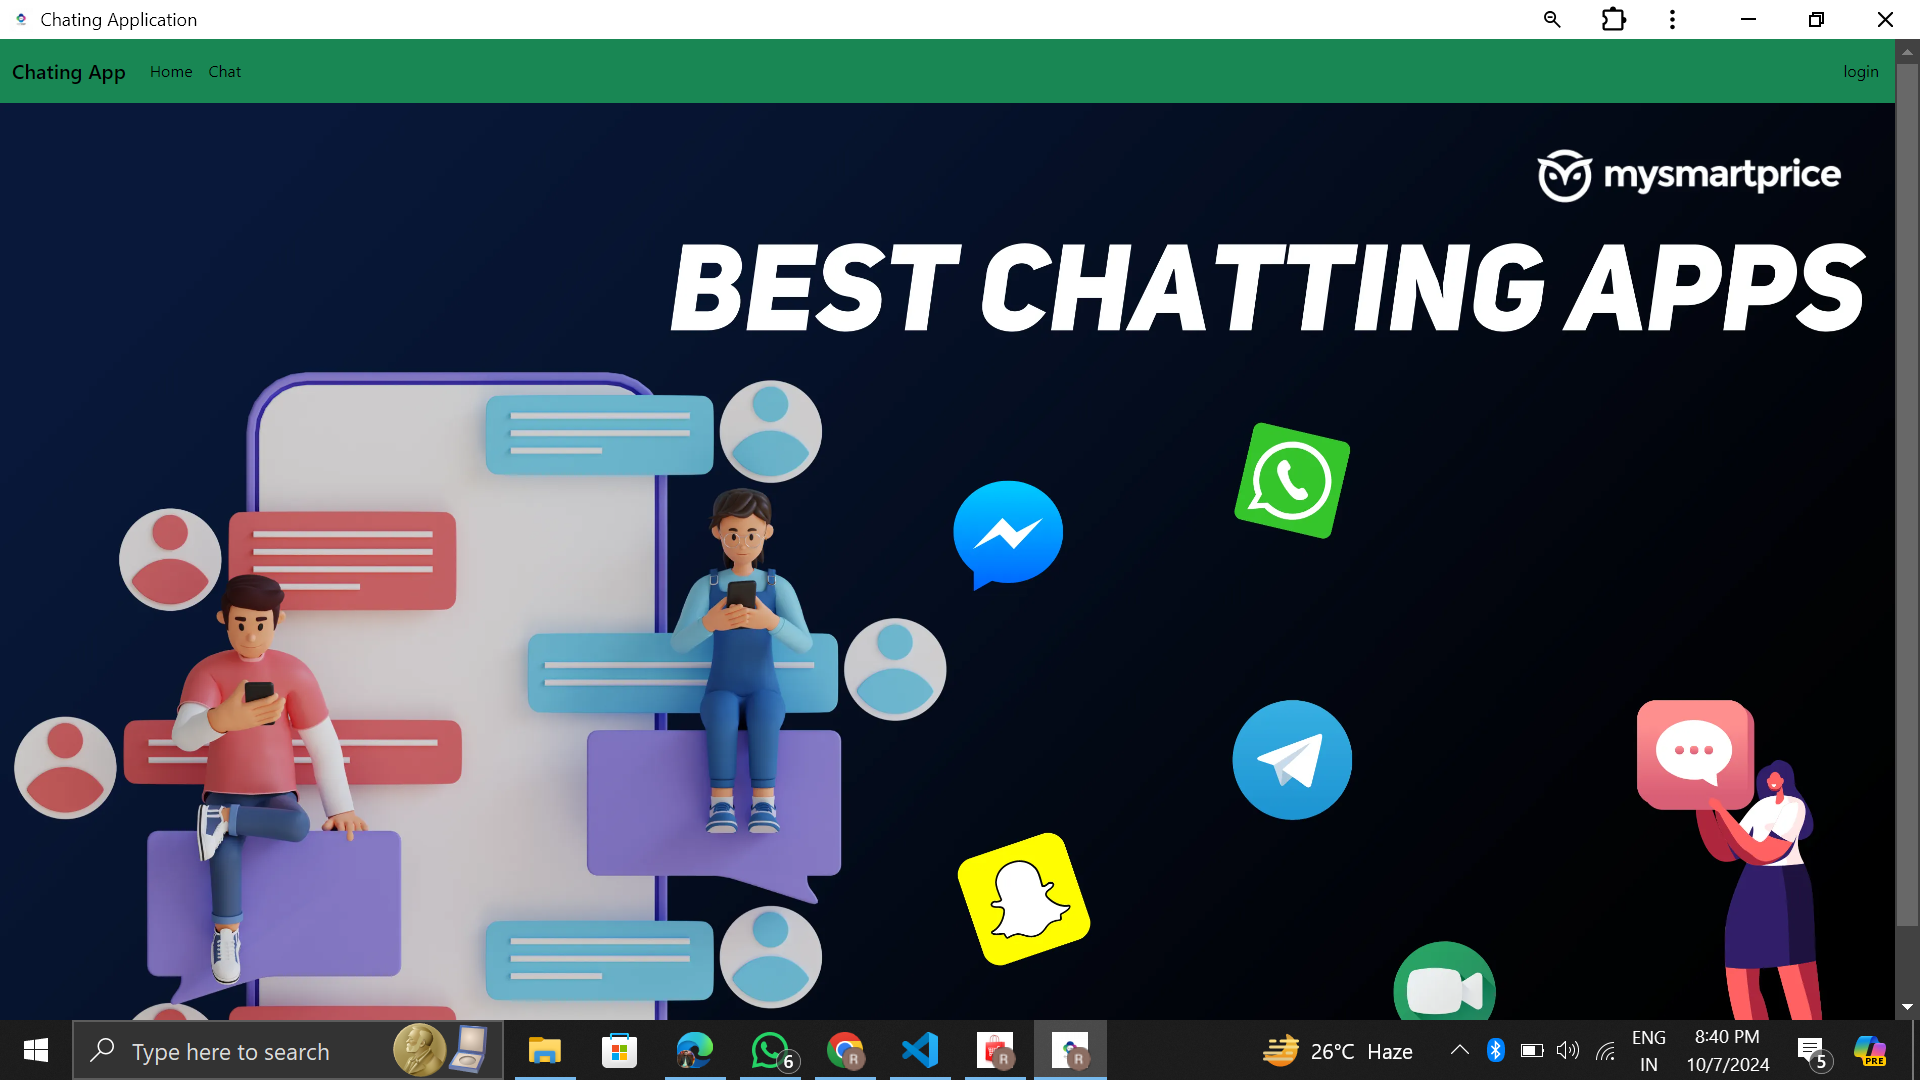 Chating Application
Chating App Home Chat login
mysmartprice
BEST CHATTING APPS
Type here to search
6
R
R
R
26°C Haze
ENG
IN
8:40 PM
10/7/2024
5
PRE